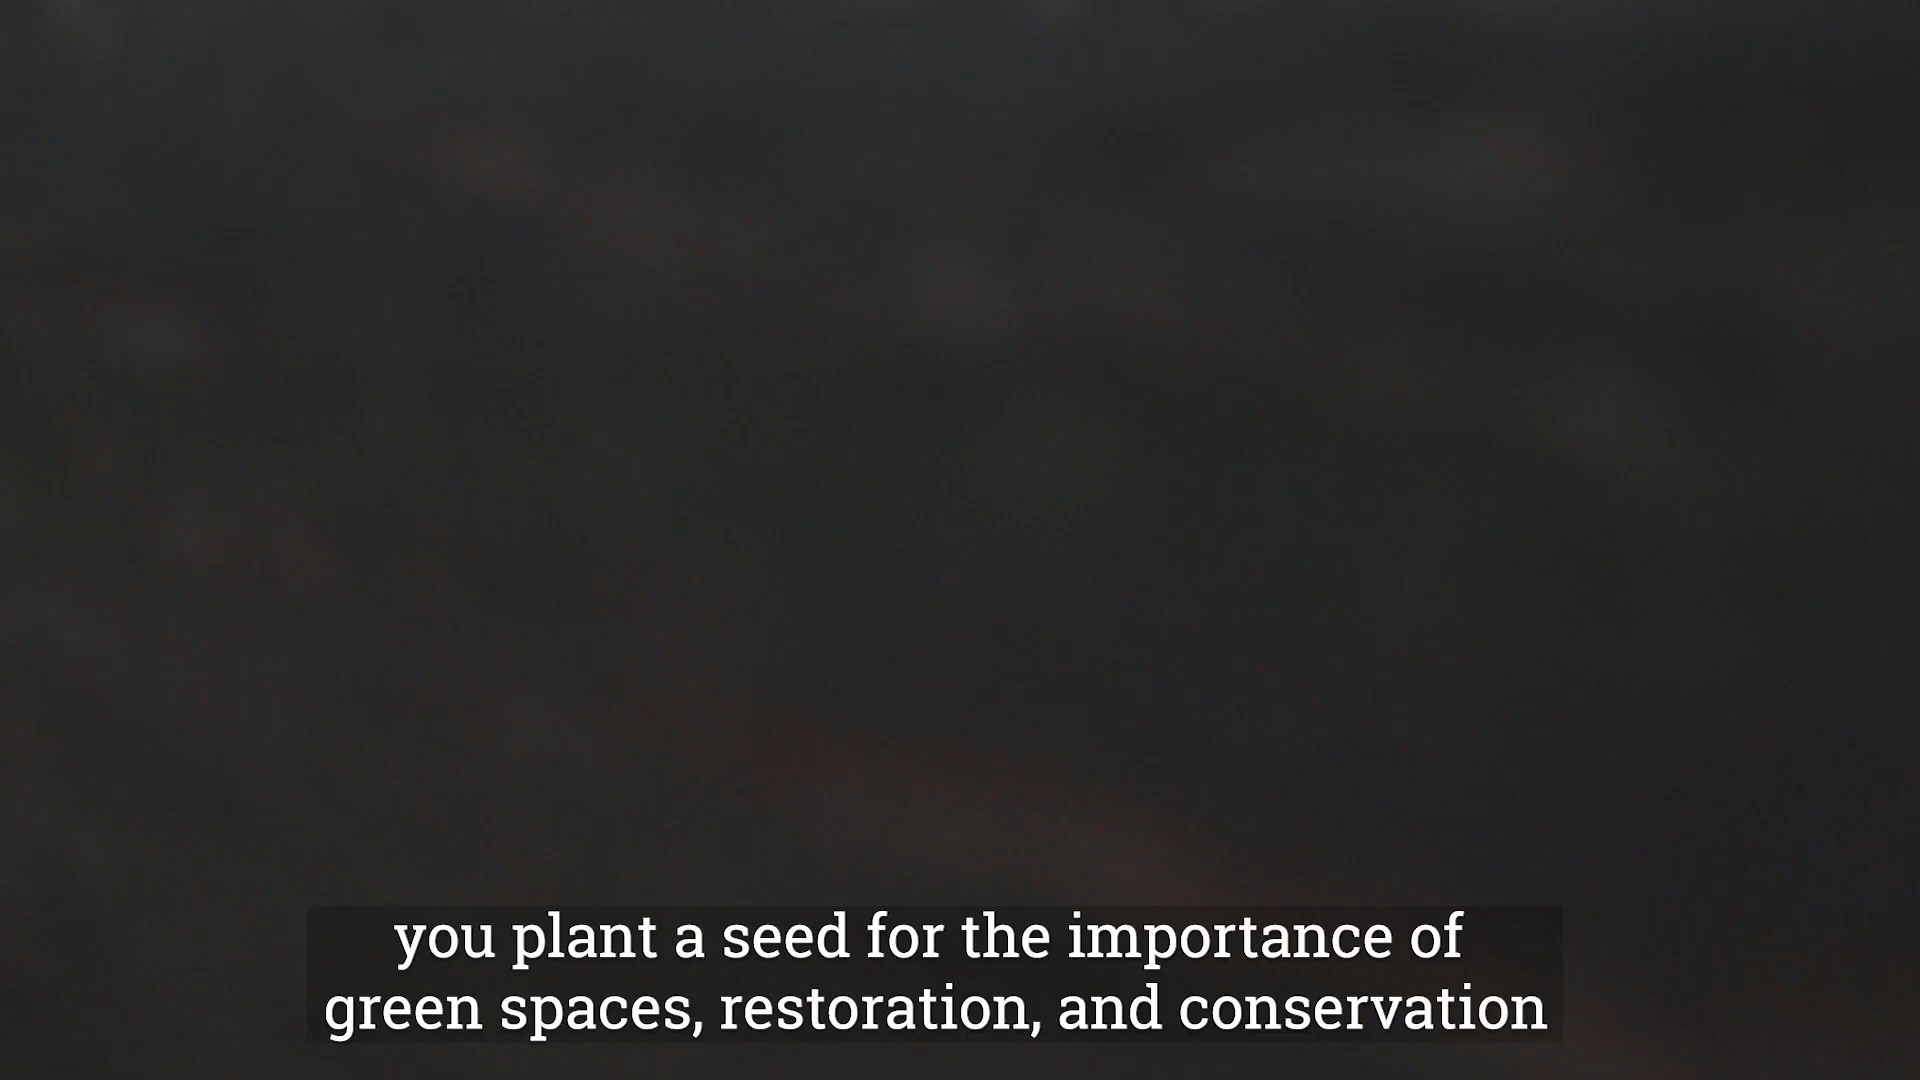 you plant a seed for the importance of
green spaces, restoration, and conservation